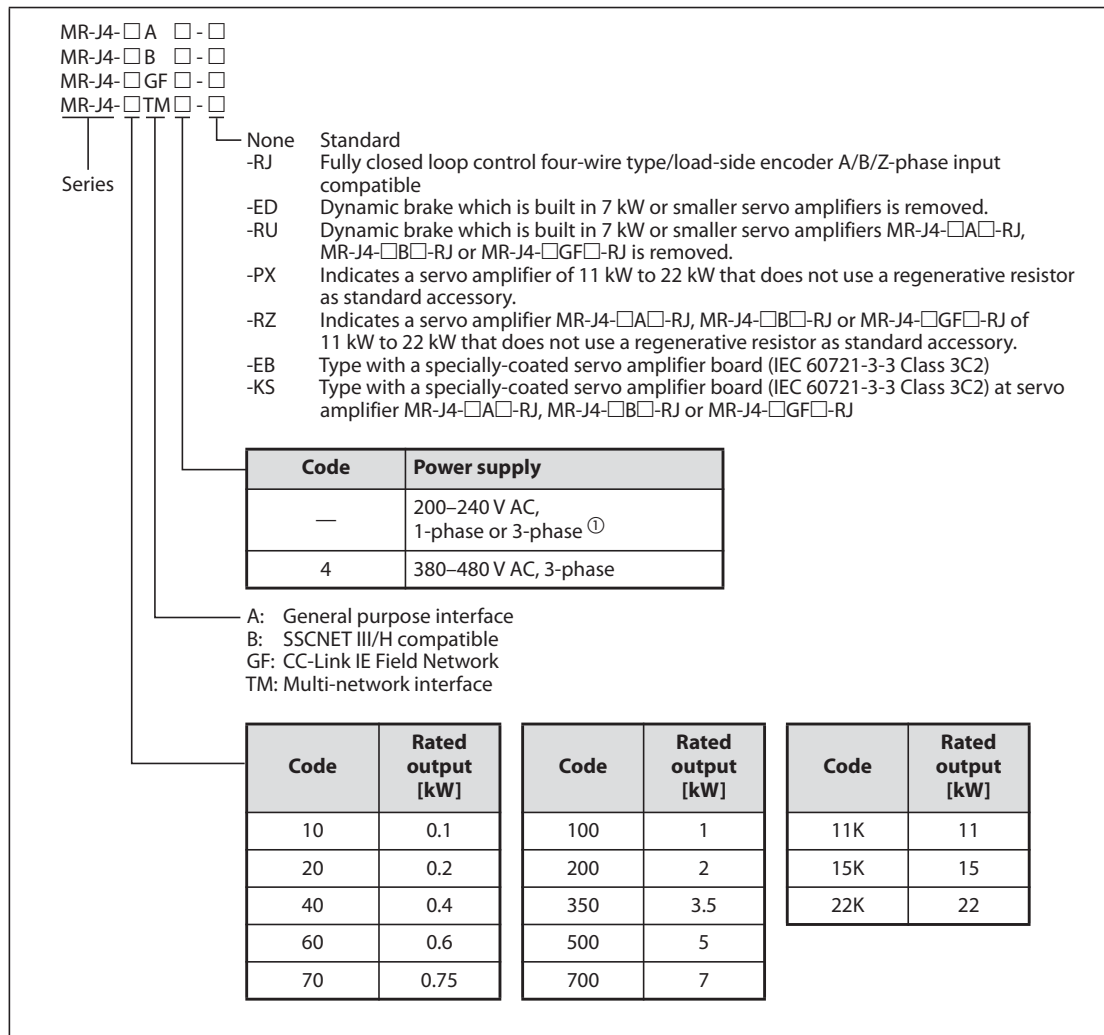 MR-J4-□ A □ - □
MR-J4-□ B □ - □
MR-J4-□ GF □ - □
MR-J4-□ TM □ - □
Series
None Standard
-RJ Fully closed loop control four-wire type/load-side encoder A/B/Z-phase input
compatible
-ED Dynamic brake which is built in 7 kW or smaller servo amplifiers is removed.
-RU Dynamic brake which is built in 7 kW or smaller servo amplifiers MR-J4-□A□-RJ,
MR-J4-□B□-RJ or MR-J4-□GF□-RJ is removed.
-PX Indicates a servo amplifier of 11 kW to 22 kW that does not use a regenerative resistor
as standard accessory.
-RZ Indicates a servo amplifier MR-J4-□A□-RJ, MR-J4-□B□-RJ or MR-J4-□GF□-RJ of
11 kW to 22 kW that does not use a regenerative resistor as standard accessory.
-EB Type with a specially-coated servo amplifier board (IEC 60721-3-3 Class 3C2)
-KS Type with a specially-coated servo amplifier board (IEC 60721-3-3 Class 3C2) at servo
amplifier MR-J4-□A□-RJ, MR-J4-□B□-RJ or MR-J4-□GF□-RJ
Code Power supply
— 200–240 V AC,
1-phase or 3-phase ①
4 380–480 V AC, 3-phase
A: General purpose interface
B: SSCNET III/H compatible
GF: CC-Link IE Field Network
TM: Multi-network interface
Code Rated output [kW]
10 0.1
20 0.2
40 0.4
60 0.6
70 0.75
Code Rated output [kW]
100 1
200 2
350 3.5
500 5
700 7
Code Rated output [kW]
11K 11
15K 15
22K 22